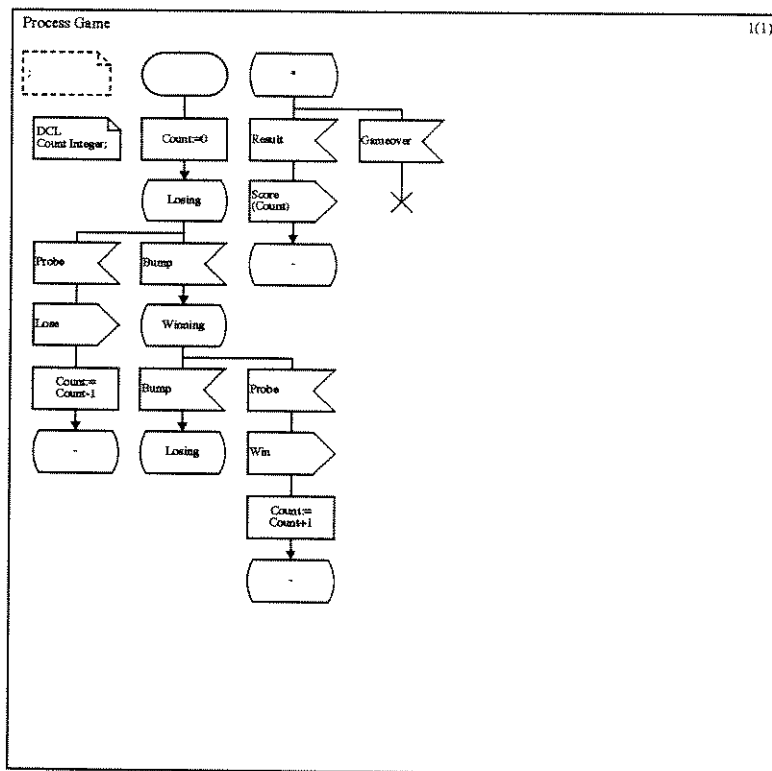 Process Game
1(1)
*
DCL
Count Integer;
Count:=0
Result
Gameover
Losing
Score
(Count)
Probe
Bump
-
Lose
Winning
Count:=
Count-1
Bump
Probe
-
Losing
Win
Count:=
Count+1
-